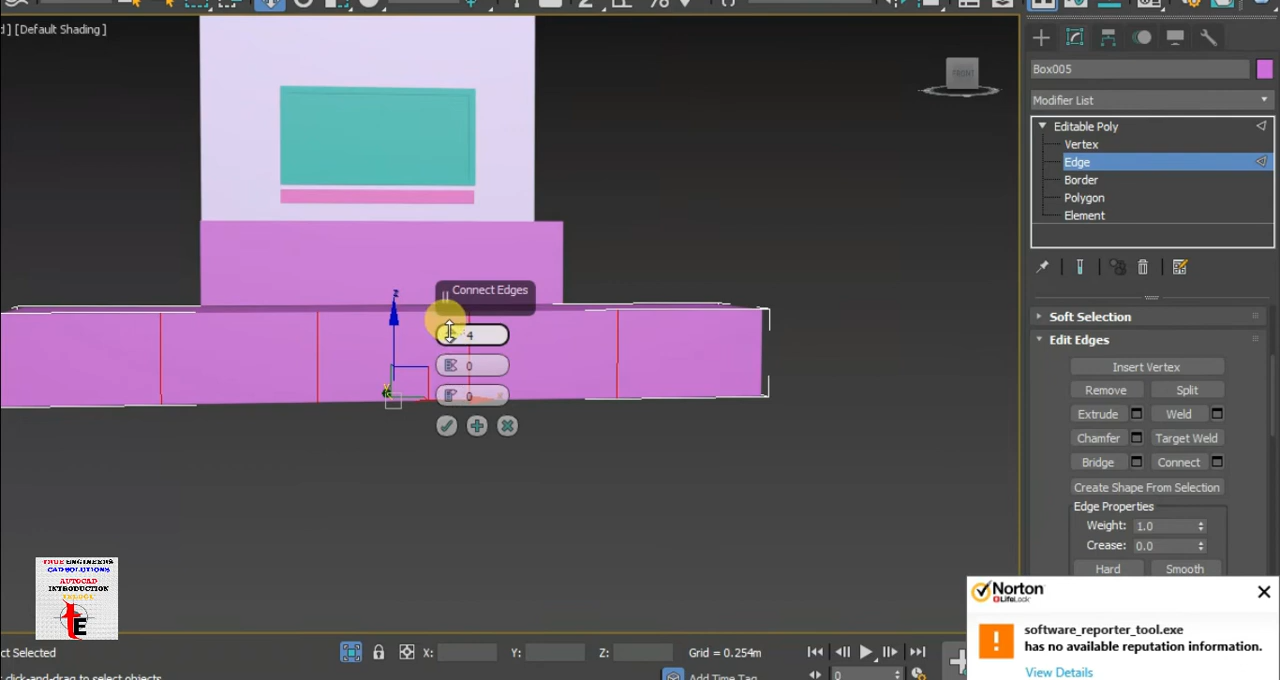 ] [Default Shading ]
FRONT
Box005
Modifier List
Editable Poly
Vertex
Edge
Border
Polygon
Element
Connect Edges
4
0
0
z
Soft Selection
Edit Edges
Insert Vertex
Remove Split
Extrude Weld
Chamfer Target Weld
Bridge Connect
Create Shape From Selection
Edge Properties
Weight: 1.0
Crease: 0.0
Hard Smooth
TRUE ENGINEERS
CAD SOLUTIONS
AUTOCAD
INTRODUCTION
tE
Norton
LifeLock
software_reporter_tool.exe
has no available reputation information.
View Details
ct Selected
X: Y: Z: Grid = 0.254m
click-and-drag to select objects
Add Time Tag
0